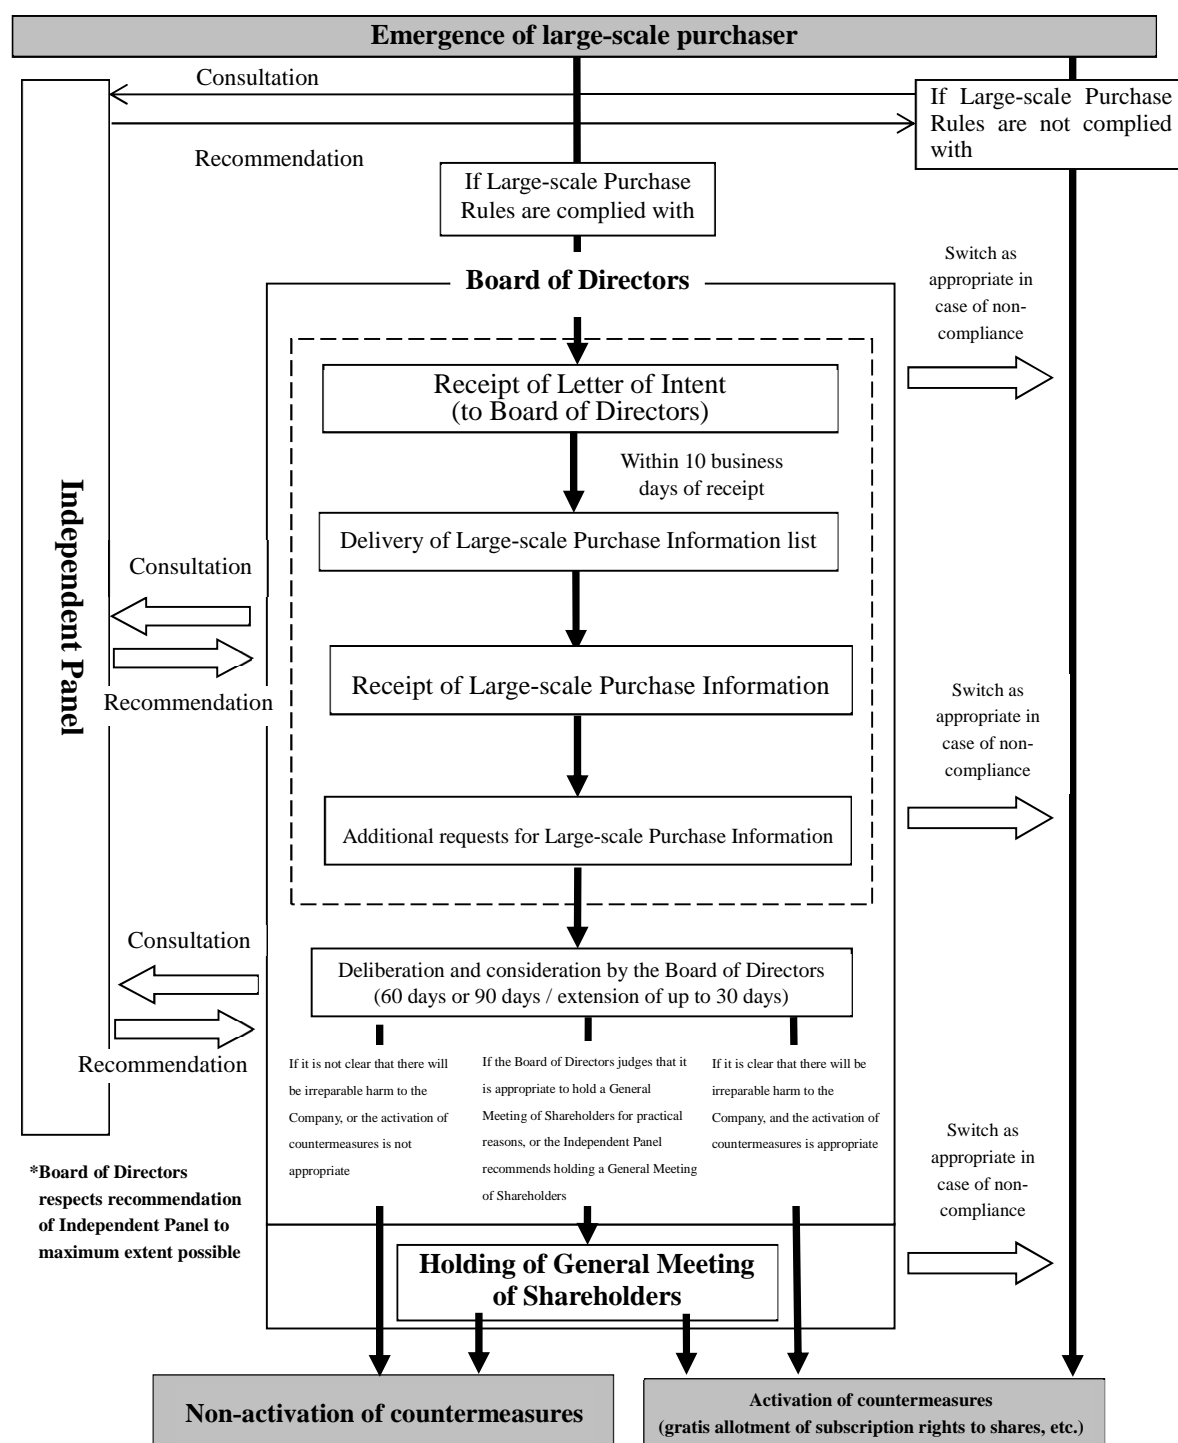 Emergence of large-scale purchaser
Consultation
If Large-scale Purchase
Rules are not complied
with
Recommendation
If Large-scale Purchase
Rules are complied with
Board of Directors
Switch as
appropriate in
case of non-
compliance
Receipt of Letter of Intent
(to Board of Directors)
Within 10 business
days of receipt
Independent Panel
Delivery of Large-scale Purchase Information list
Consultation
Recommendation
Receipt of Large-scale Purchase Information
Switch as
appropriate in
case of non-
compliance
Additional requests for Large-scale Purchase Information
Consultation
Recommendation
Deliberation and consideration by the Board of Directors
(60 days or 90 days / extension of up to 30 days)
If it is not clear that there will
be irreparable harm to the
Company, or the activation of
countermeasures is not
appropriate
If the Board of Directors judges that it
is appropriate to hold a General
Meeting of Shareholders for practical
reasons, or the Independent Panel
recommends holding a General Meeting
of Shareholders
If it is clear that there will be
irreparable harm to the
Company, and the activation of
countermeasures is appropriate
Switch as
appropriate in
case of non-
compliance
*Board of Directors
respects recommendation
of Independent Panel to
maximum extent possible
Holding of General Meeting
of Shareholders
Non-activation of countermeasures
Activation of countermeasures
(gratis allotment of subscription rights to shares, etc.)